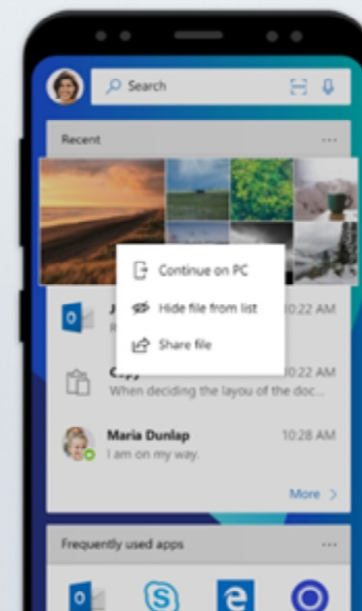 Search
Recent
Continue on PC
Hide file from list
10:22 AM
Share file
Copy
10:22 AM
When deciding the layou of the doc...
Maria Dunlap
10:28 AM
I am on my way.
More >
Frequently used apps